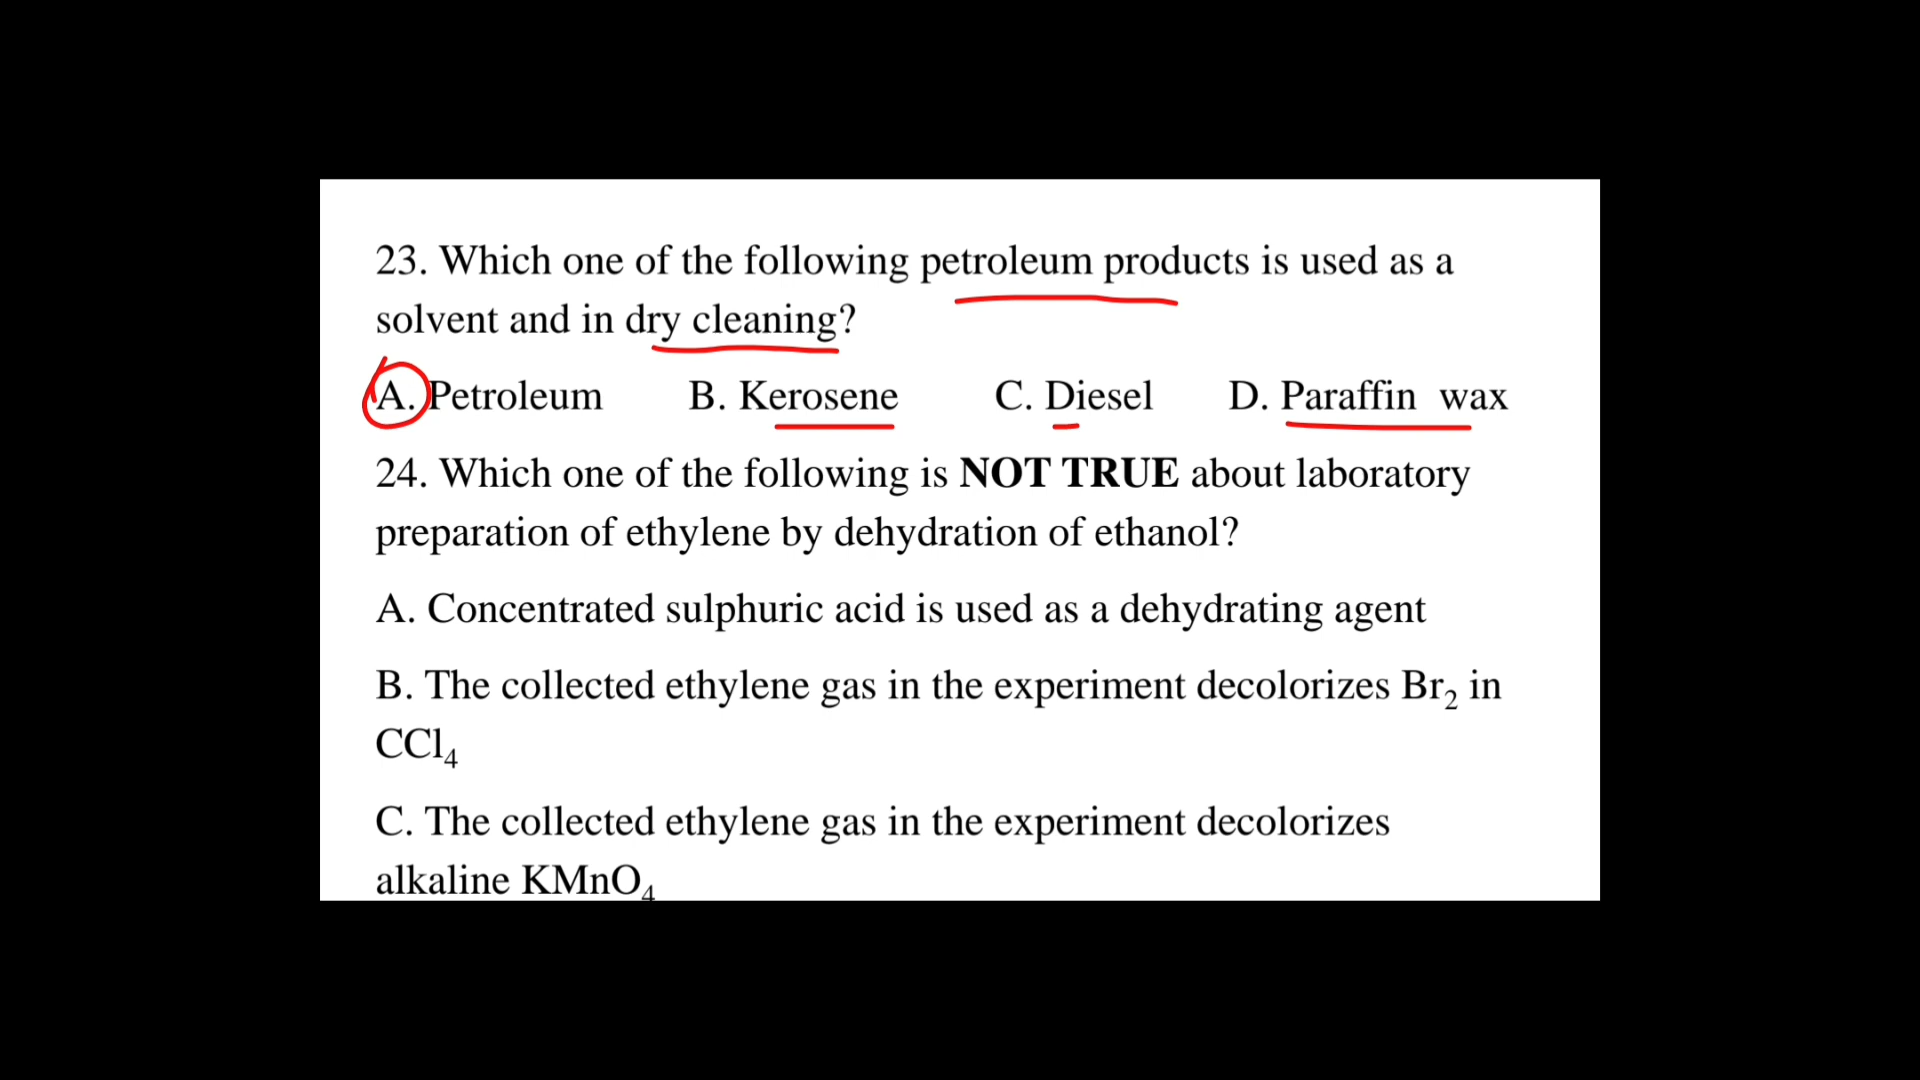 23. Which one of the following petroleum products is used as a
solvent and in dry cleaning?
A. Petroleum B. Kerosene C. Diesel D. Paraffin wax
24. Which one of the following is NOT TRUE about laboratory
preparation of ethylene by dehydration of ethanol?
A. Concentrated sulphuric acid is used as a dehydrating agent
B. The collected ethylene gas in the experiment decolorizes Br₂ in
CCl₄
C. The collected ethylene gas in the experiment decolorizes
alkaline KMnO₄